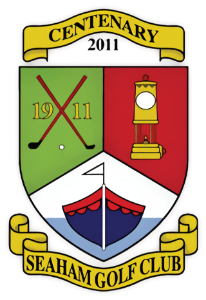 CENTENARY
2011
19 11
SEAHAM GOLF CLUB